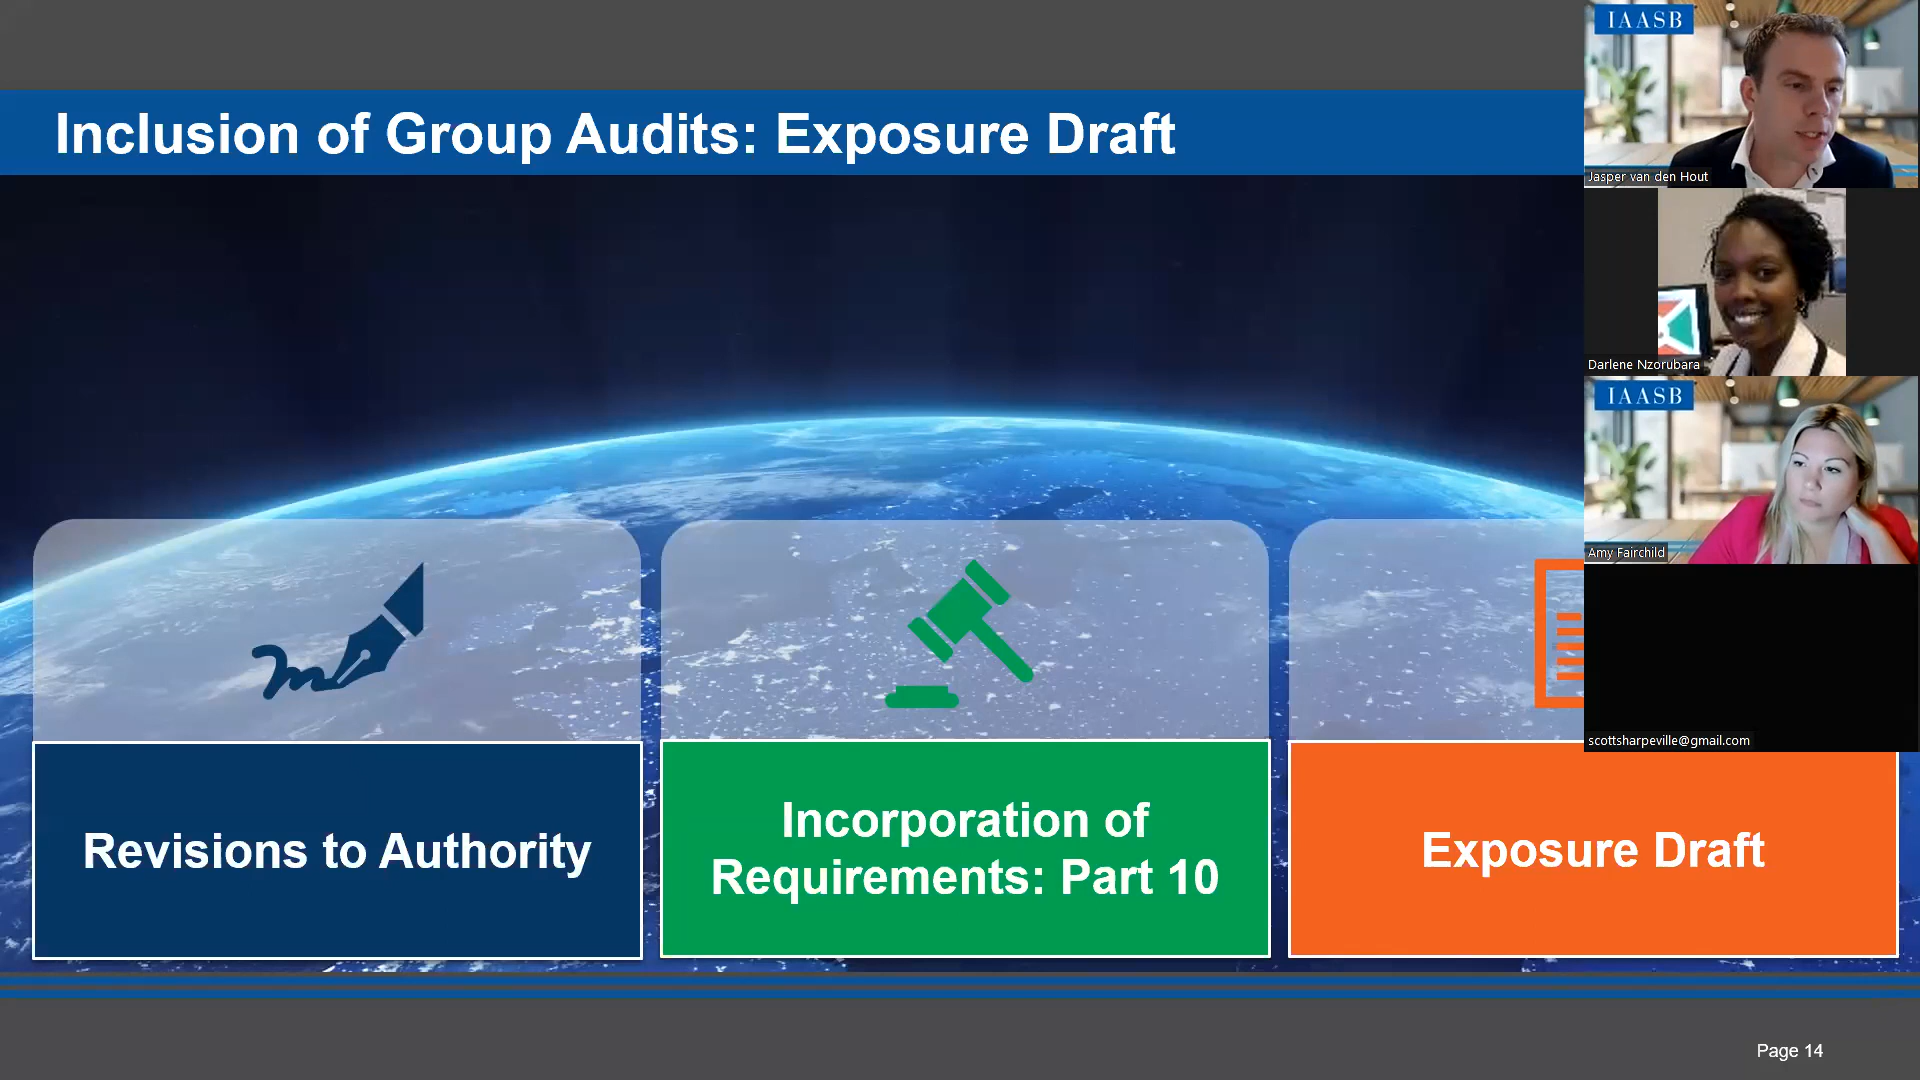 Inclusion of Group Audits: Exposure Draft
IAASB
Jasper van den Hout
Darlene Nzorubara
IAASB
Amy Fairchild
scottsharpeville@gmail.com
Revisions to Authority
Incorporation of
Requirements: Part 10
Exposure Draft
Page 14